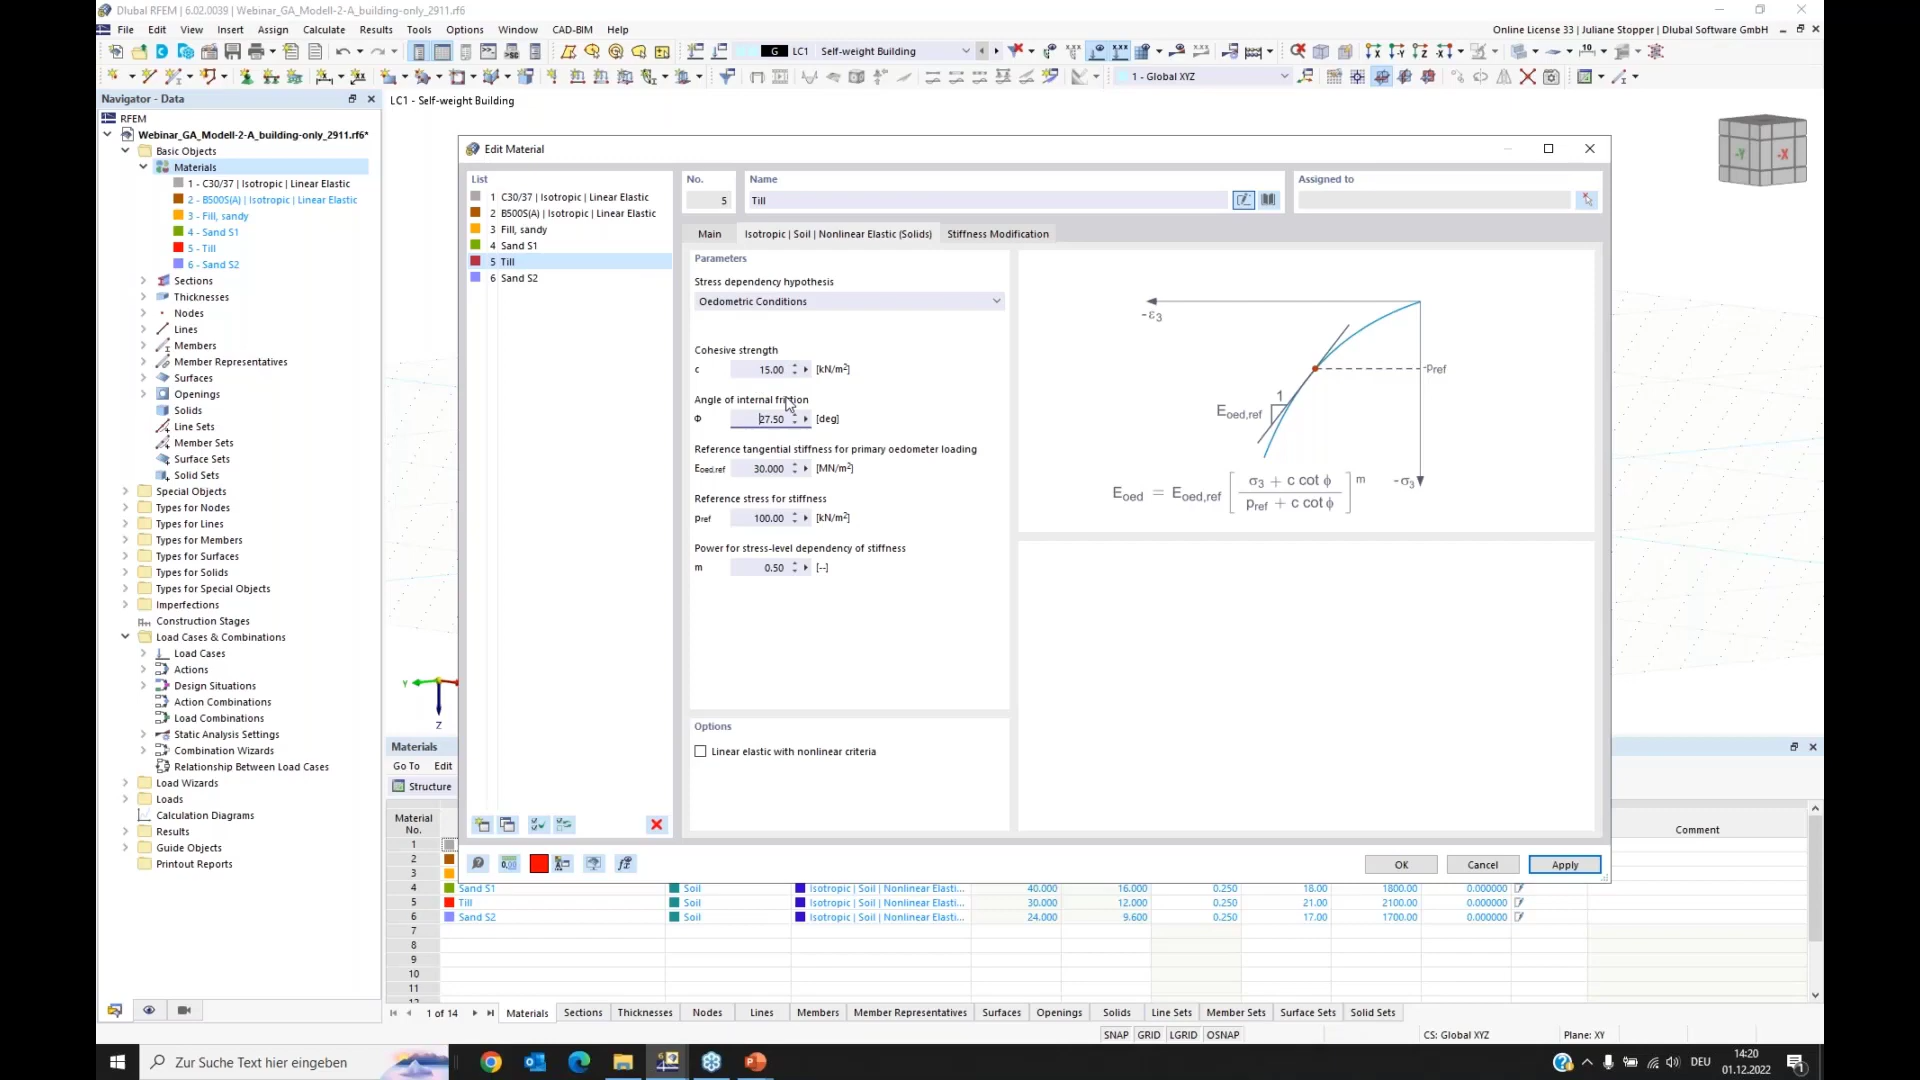 Dlubal RFEM | 6.02.0039 | Webinar_GA_Modell-2-A_building-only_2911.rf6
File Edit View Insert Assign Calculate Results Tools Options Window CAD-BIM Help
Online License 33 | Juliane Stopper | Dlubal Software GmbH
G LC1 Self-weight Building
1 - Global XYZ
Navigator - Data
LC1 - Self-weight Building
RFEM
Webinar_GA_Modell-2-A_building-only_2911.rf6*
Basic Objects
Materials
1 - C30/37 | Isotropic | Linear Elastic
2 - B500S(A) | Isotropic | Linear Elastic
3 - Fill, sandy
4 - Sand S1
5 - Till
6 - Sand S2
Sections
Thicknesses
Nodes
Lines
Members
Member Representatives
Surfaces
Openings
Solids
Line Sets
Member Sets
Surface Sets
Solid Sets
Special Objects
Types for Nodes
Types for Lines
Types for Members
Types for Surfaces
Types for Solids
Types for Special Objects
Imperfections
Construction Stages
Load Cases & Combinations
Load Cases
Actions
Design Situations
Action Combinations
Load Combinations
Static Analysis Settings
Combination Wizards
Relationship Between Load Cases
Load Wizards
Loads
Calculation Diagrams
Results
Guide Objects
Printout Reports
Edit Material
List
1 C30/37 | Isotropic | Linear Elastic
2 B500S(A) | Isotropic | Linear Elastic
3 Fill, sandy
4 Sand S1
5 Till
6 Sand S2
No.
5
Name
Till
Assigned to
Main
Isotropic | Soil | Nonlinear Elastic (Solids)
Stiffness Modification
Parameters
Stress dependency hypothesis
Oedometric Conditions
Cohesive strength
c 15.00 [kN/m²]
Angle of internal friction
Φ 27.50 [deg]
Reference tangential stiffness for primary oedometer loading
Eoed,ref 30.000 [MN/m²]
Reference stress for stiffness
pref 100.00 [kN/m²]
Power for stress-level dependency of stiffness
m 0.50 [--]
Options
Linear elastic with nonlinear criteria
-ε3
pref
1
Eoed,ref
-σ3
Eoed = Eoed,ref [ σ3 + c cot ϕ / pref + c cot ϕ ] m
OK Cancel Apply
-Y -X
Y
Z
Materials
Go To Edit
Structure
Material No.
Comment
1
2
3
4 Sand S1 Soil Isotropic | Soil | Nonlinear Elasti... 40.000 16.000 0.250 18.00 1800.00 0.000000
5 Till Soil Isotropic | Soil | Nonlinear Elasti... 30.000 12.000 0.250 21.00 2100.00 0.000000
6 Sand S2 Soil Isotropic | Soil | Nonlinear Elasti... 24.000 9.600 0.250 17.00 1700.00 0.000000
7
8
9
10
11
12
1 of 14 Materials Sections Thicknesses Nodes Lines Members Member Representatives Surfaces Openings Solids Line Sets Member Sets Surface Sets Solid Sets
SNAP GRID LGRID OSNAP
CS: Global XYZ
Plane: XY
Zur Suche Text hier eingeben
DEU
14:20
01.12.2022
1